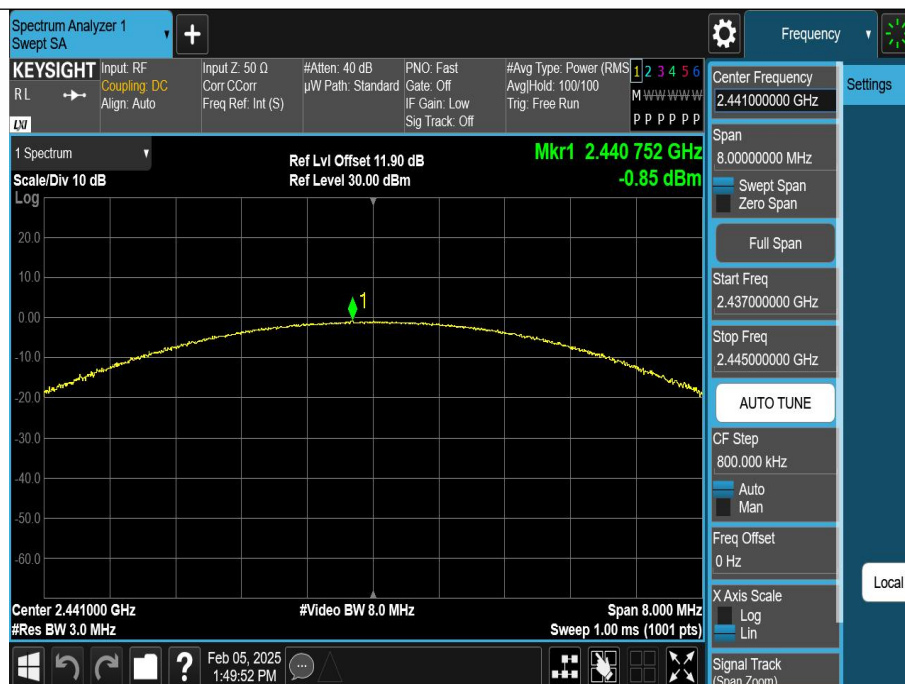 Spectrum Analyzer 1
Swept SA
Frequency
KEYSIGHT
RL
LXI
Input: RF
Coupling: DC
Align: Auto
Input Z: 50 Ω
Corr CCorr
Freq Ref: Int (S)
#Atten: 40 dB
µW Path: Standard
PNO: Fast
Gate: Off
IF Gain: Low
Sig Track: Off
#Avg Type: Power (RMS
Avg|Hold: 100/100
Trig: Free Run
1 2 3 4 5 6
M W W W W W
P P P P P P
1 Spectrum
Scale/Div 10 dB
Log
Ref Lvl Offset 11.90 dB
Ref Level 30.00 dBm
Mkr1 2.440 752 GHz
-0.85 dBm
20.0
10.0
1
0.00
-10.0
-20.0
-30.0
-40.0
-50.0
-60.0
Center 2.441000 GHz
#Res BW 3.0 MHz
#Video BW 8.0 MHz
Span 8.000 MHz
Sweep 1.00 ms (1001 pts)
Feb 05, 2025
1:49:52 PM
?
Center Frequency
2.441000000 GHz
Span
8.00000000 MHz
Swept Span
Zero Span
Full Span
Start Freq
2.437000000 GHz
Stop Freq
2.445000000 GHz
AUTO TUNE
CF Step
800.000 kHz
Auto
Man
Freq Offset
0 Hz
X Axis Scale
Log
Lin
Signal Track
(Span Zoom)
Settings
Local